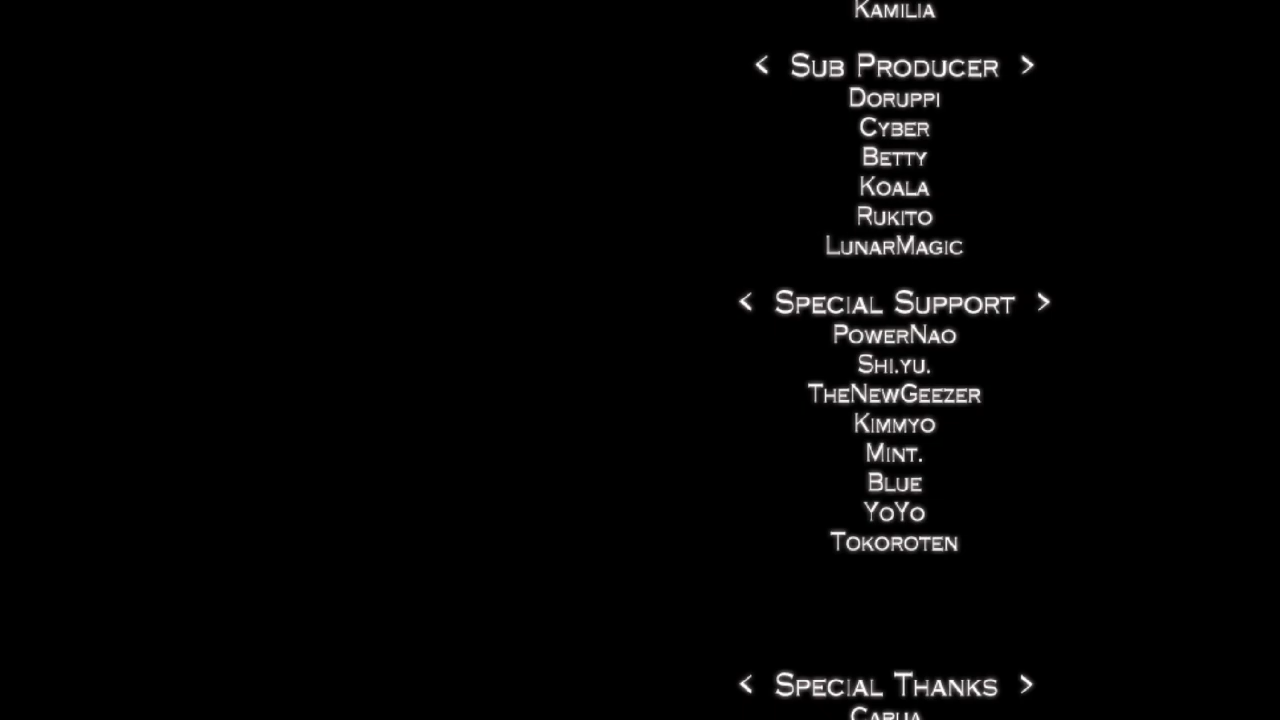 Kamilia
< Sub Producer >
Doruppi
Cyber
Betty
Koala
Rukito
LunarMagic
< Special Support >
PowerNao
Shi.yu.
TheNewGeezer
Kimmyo
Mint.
Blue
YoYo
Tokoroten
< Special Thanks >